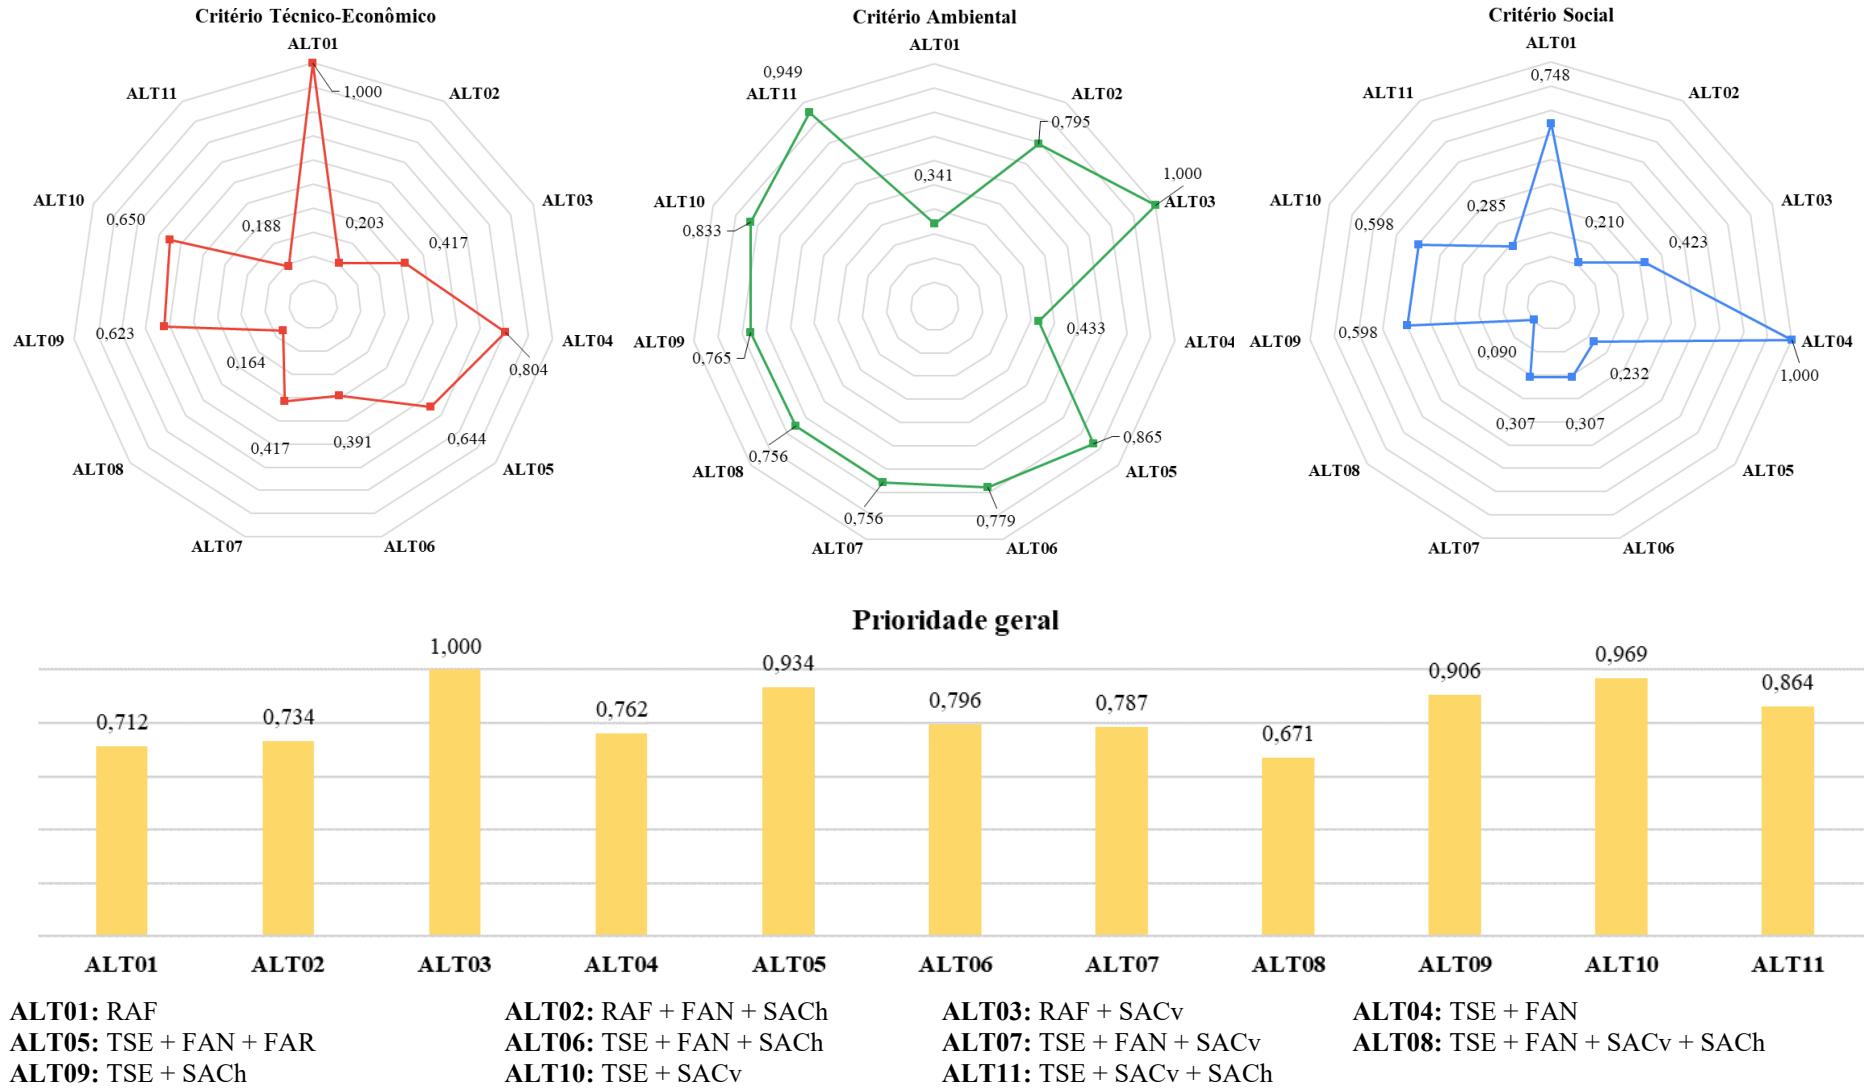 Critério Técnico-Econômico
ALT01
1,000
ALT02
0,203
ALT03
0,417
ALT04
0,804
ALT05
0,644
ALT06
0,391
ALT07
0,417
ALT08
0,164
ALT09
0,623
ALT10
0,650
ALT11
0,188
Critério Ambiental
ALT01
0,341
ALT02
0,795
ALT03
1,000
ALT04
0,433
ALT05
0,865
ALT06
0,779
ALT07
0,756
ALT08
0,756
ALT09
0,765
ALT10
0,833
ALT11
0,949
Critério Social
ALT01
0,748
ALT02
0,210
ALT03
0,423
ALT04
1,000
ALT05
0,232
ALT06
0,307
ALT07
0,307
ALT08
0,090
ALT09
0,598
ALT10
0,598
ALT11
0,285
Prioridade geral
0,712 0,734 1,000 0,762 0,934 0,796 0,787 0,671 0,906 0,969 0,864
ALT01 ALT02 ALT03 ALT04 ALT05 ALT06 ALT07 ALT08 ALT09 ALT10 ALT11
ALT01: RAF ALT02: RAF + FAN + SACh ALT03: RAF + SACv ALT04: TSE + FAN
ALT05: TSE + FAN + FAR ALT06: TSE + FAN + SACh ALT07: TSE + FAN + SACv ALT08: TSE + FAN + SACv + SACh
ALT09: TSE + SACh ALT10: TSE + SACv ALT11: TSE + SACv + SACh